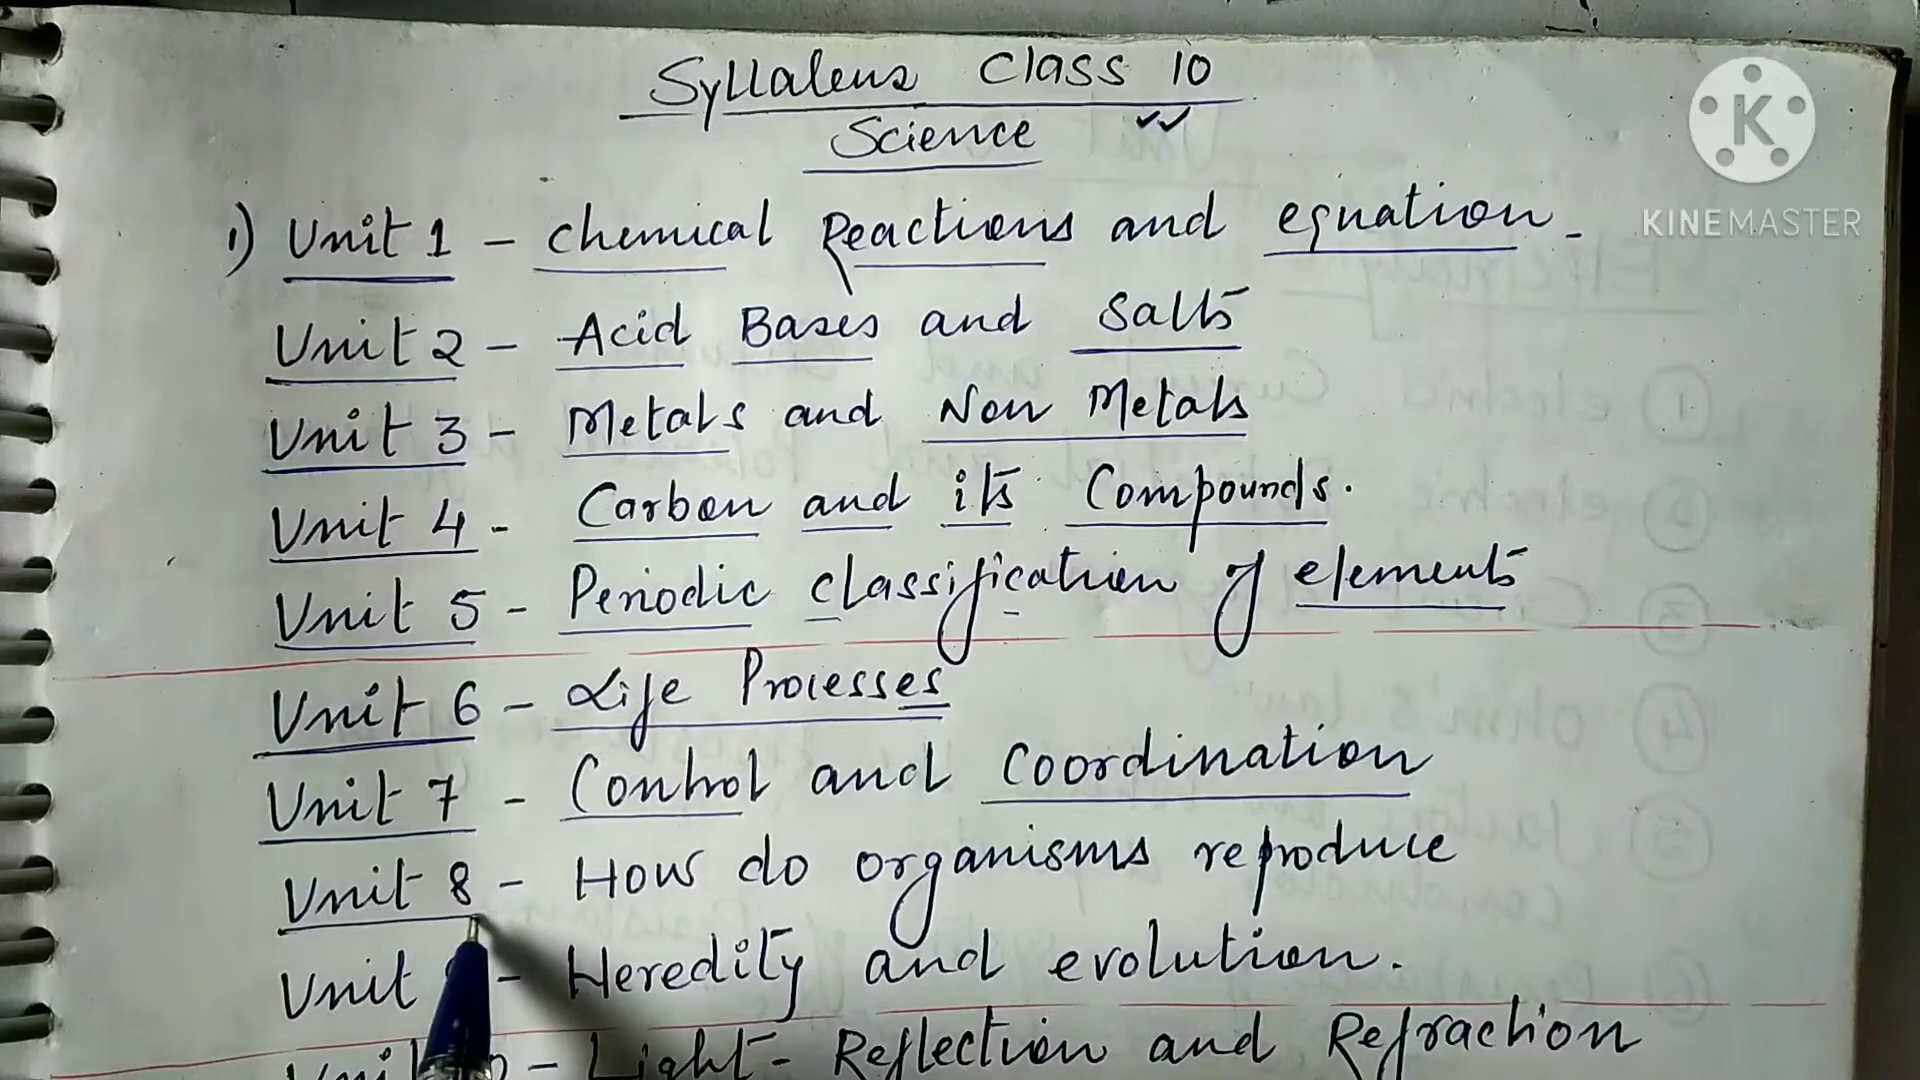 Syllabus Class 10
Science
K
KINEMASTER
1) Unit 1 - Chemical Reactions and equation -
Unit 2 - Acid Bases and Salts
Unit 3 - Metals and Non Metals
Unit 4 - Carbon and its Compounds.
Unit 5 - Periodic classification of elements
Unit 6 - Life Processes
Unit 7 - Control and Coordination
Unit 8 - How do organisms reproduce
Unit - Heredity and evolution.
Unit - Light - Reflection and Refraction